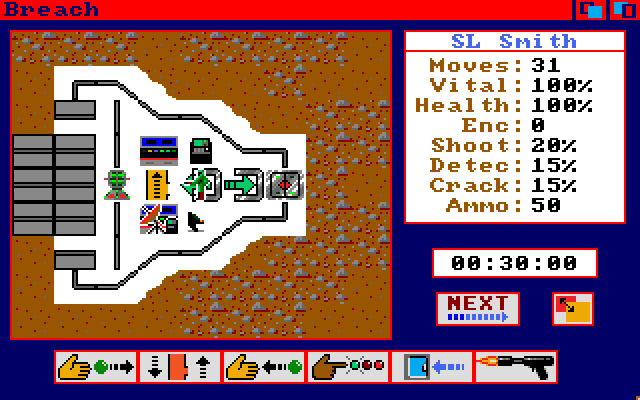 Breach
SL Smith
Moves: 31
Vital: 100%
Health: 100%
Enc: 0
Shoot: 20%
Detec: 15%
Crack: 15%
Ammo: 50
00:30:00
NEXT